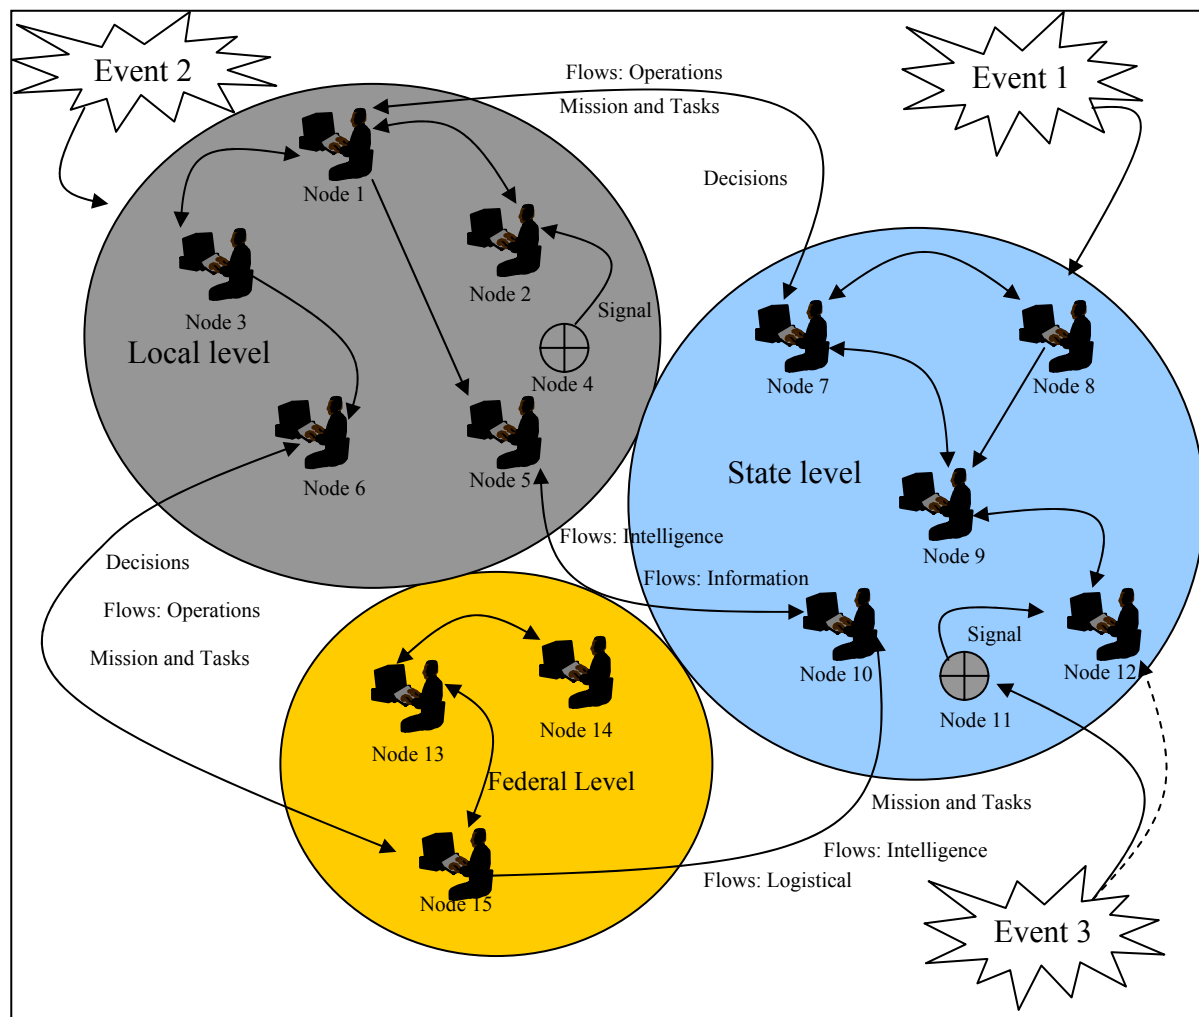 Event 2
Flows: Operations
Mission and Tasks
Event 1
Decisions
Node 1
Node 2
Node 3
Signal
Local level
Node 4
Node 7
Node 8
Node 5
Node 6
State level
Flows: Intelligence
Node 9
Decisions
Flows: Information
Flows: Operations
Signal
Mission and Tasks
Node 10
Node 12
Node 11
Node 14
Node 13
Federal Level
Mission and Tasks
Flows: Intelligence
Flows: Logistical
Node 15
Event 3